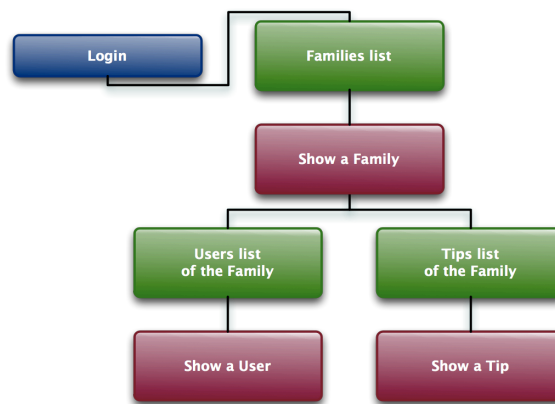 Login
Families list
Show a Family
Users list
of the Family
Tips list
of the Family
Show a User
Show a Tip